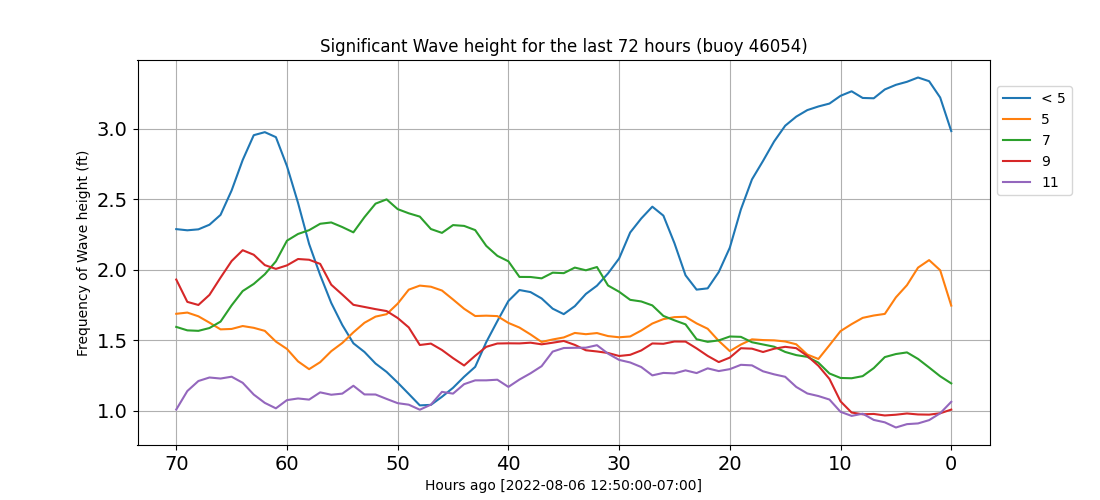 Significant Wave height for the last 72 hours (buoy 46054)
Frequency of Wave height (ft)
3.0
2.5
2.0
1.5
1.0
70 60 50 40 30 20 10 0
Hours ago [2022-08-06 12:50:00-07:00]
< 5
5
7
9
11